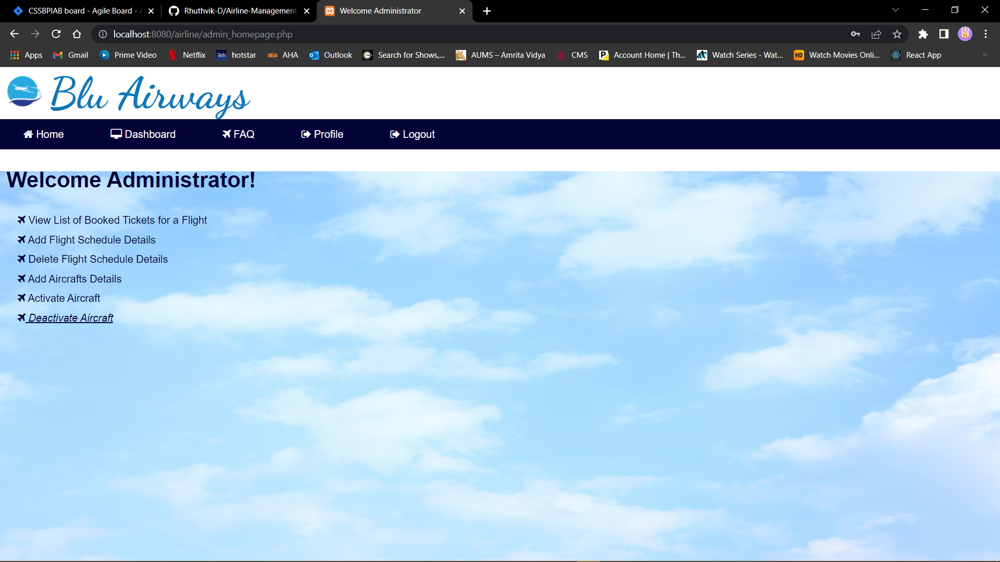 CSSBPIAB board - Agile Board -
Rhuthvik-D/Airline-Management
Welcome Administrator
localhost:8080/airline/admin_homepage.php
Apps
Gmail
Prime Video
Netflix
hotstar
AHA
Outlook
Search for Shows,...
AUMS – Amrita Vidya
CMS
Account Home | Th...
Watch Series - Wat...
HD Watch Movies Onli...
React App
Blu Airways
Home
Dashboard
FAQ
Profile
Logout
Welcome Administrator!
View List of Booked Tickets for a Flight
Add Flight Schedule Details
Delete Flight Schedule Details
Add Aircrafts Details
Activate Aircraft
Deactivate Aircraft